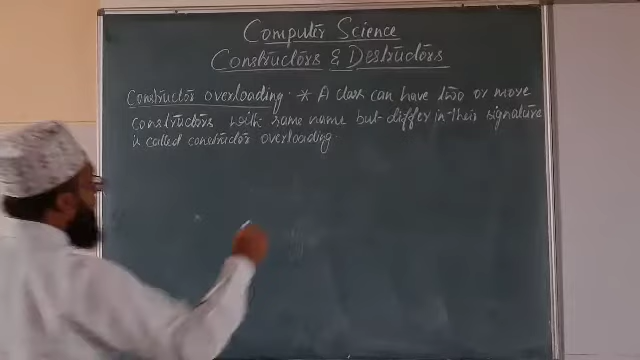 Computer Science
Constructors & Destructors
Constructor overloading. * A class can have two or more
constructors with same name but differ in their signature
is called constructor overloading.